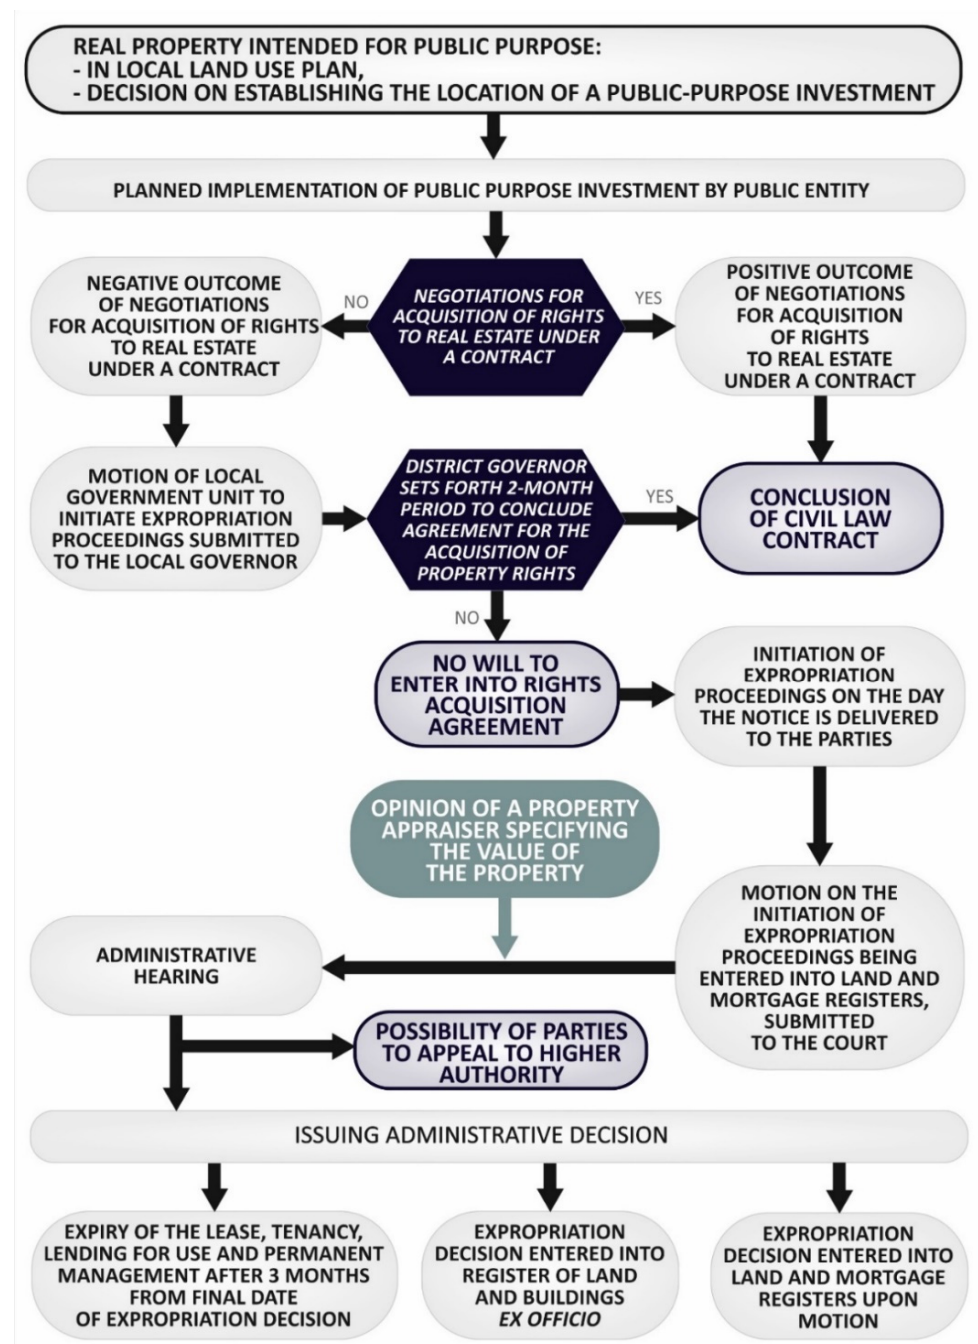 REAL PROPERTY INTENDED FOR PUBLIC PURPOSE:
- IN LOCAL LAND USE PLAN,
- DECISION ON ESTABLISHING THE LOCATION OF A PUBLIC-PURPOSE INVESTMENT
PLANNED IMPLEMENTATION OF PUBLIC PURPOSE INVESTMENT BY PUBLIC ENTITY
NEGATIVE OUTCOME
OF NEGOTIATIONS
FOR ACQUISITION OF RIGHTS
TO REAL ESTATE
UNDER A CONTRACT
NO
NEGOTIATIONS FOR
ACQUISITION OF RIGHTS
TO REAL ESTATE UNDER
A CONTRACT
YES
POSITIVE OUTCOME
OF NEGOTIATIONS
FOR ACQUISITION
OF RIGHTS
TO REAL ESTATE
UNDER A CONTRACT
MOTION OF LOCAL
GOVERNMENT UNIT TO
INITIATE EXPROPRIATION
PROCEEDINGS SUBMITTED
TO THE LOCAL GOVERNOR
DISTRICT GOVERNOR
SETS FORTH 2-MONTH
PERIOD TO CONCLUDE
AGREEMENT FOR THE
ACQUISITION OF
PROPERTY RIGHTS
YES
CONCLUSION
OF CIVIL LAW
CONTRACT
NO
NO WILL TO
ENTER INTO RIGHTS
ACQUISITION
AGREEMENT
INITIATION OF
EXPROPRIATION
PROCEEDINGS ON THE DAY
THE NOTICE IS DELIVERED
TO THE PARTIES
OPINION OF A PROPERTY
APPRAISER SPECIFYING
THE VALUE OF
THE PROPERTY
MOTION ON THE
INITIATION OF
EXPROPRIATION
PROCEEDINGS BEING
ENTERED INTO LAND AND
MORTGAGE REGISTERS,
SUBMITTED
TO THE COURT
ADMINISTRATIVE
HEARING
POSSIBILITY OF PARTIES
TO APPEAL TO HIGHER
AUTHORITY
ISSUING ADMINISTRATIVE DECISION
EXPIRY OF THE LEASE, TENANCY,
LENDING FOR USE AND PERMANENT
MANAGEMENT AFTER 3 MONTHS
FROM FINAL DATE
OF EXPROPRIATION DECISION
EXPROPRIATION
DECISION ENTERED INTO
REGISTER OF LAND
AND BUILDINGS
EX OFFICIO
EXPROPRIATION
DECISION ENTERED INTO
LAND AND MORTGAGE
REGISTERS UPON
MOTION